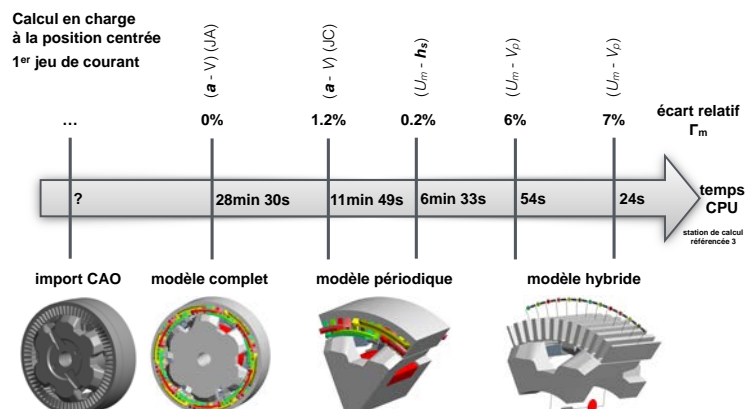 Calcul en charge
à la position centrée
1er jeu de courant
(a - V) (JA)
(a - V) (JC)
(Um - hs)
(Um - Vp)
(Um - Vp)
... 0% 1.2% 0.2% 6% 7%
écart relatif
Γm
? 28min 30s 11min 49s 6min 33s 54s 24s
temps
CPU
station de calcul
référencée 3
import CAO modèle complet modèle périodique modèle hybride